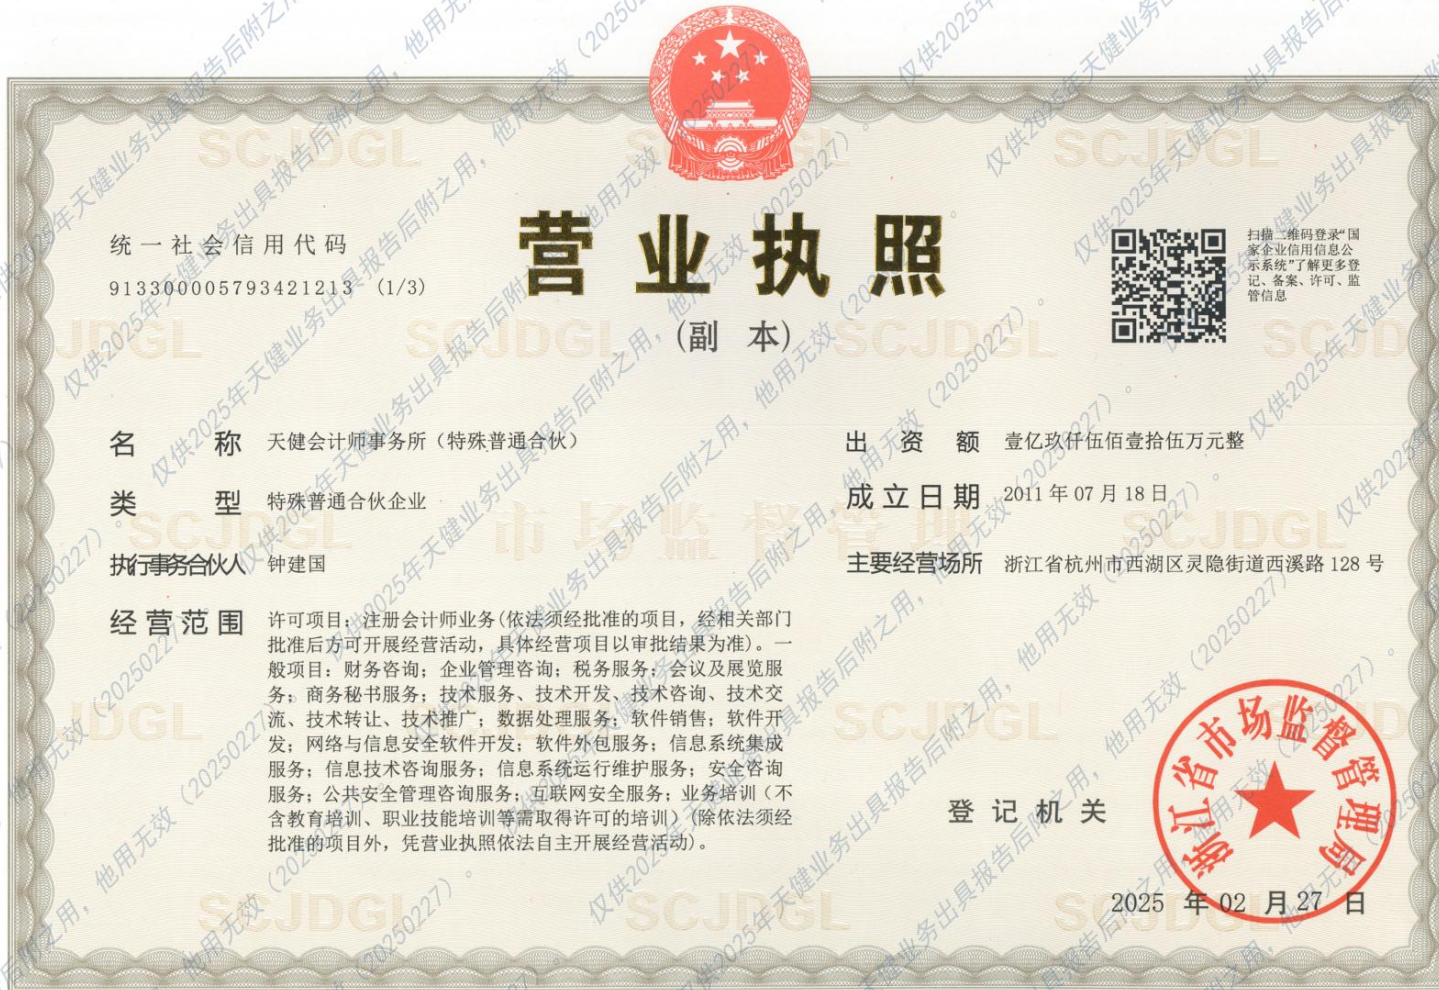 营业执照
(副 本)
统一社会信用代码
913300005793421213 (1/3)
扫描二维码登录“国
家企业信用信息公
示系统”了解更多登
记、备案、许可、监
管信息
名 称 天健会计师事务所（特殊普通合伙）
类 型 特殊普通合伙企业
执行事务合伙人 钟建国
经营范围 许可项目：注册会计师业务(依法须经批准的项目，经相关部门
批准后方可开展经营活动，具体经营项目以审批结果为准)。一
般项目：财务咨询；企业管理咨询；税务服务；会议及展览服
务；商务秘书服务；技术服务、技术开发、技术咨询、技术交
流、技术转让、技术推广；数据处理服务；软件销售；软件开
发；网络与信息安全软件开发；软件外包服务；信息系统集成
服务；信息技术咨询服务；信息系统运行维护服务；安全咨询
服务；公共安全管理咨询服务；互联网安全服务；业务培训（不
含教育培训、职业技能培训等需取得许可的培训）(除依法须经
批准的项目外，凭营业执照依法自主开展经营活动)。
出 资 额 壹亿玖仟伍佰壹拾伍万元整
成立日期 2011 年 07 月 18 日
主要经营场所 浙江省杭州市西湖区灵隐街道西溪路 128 号
登记机关
浙江省市场监督管理局
2025 年 02 月 27 日
市场监督管理
SCJDGL
仅供2025年天健业务出具报告后附之用，他用无效（20250227）。